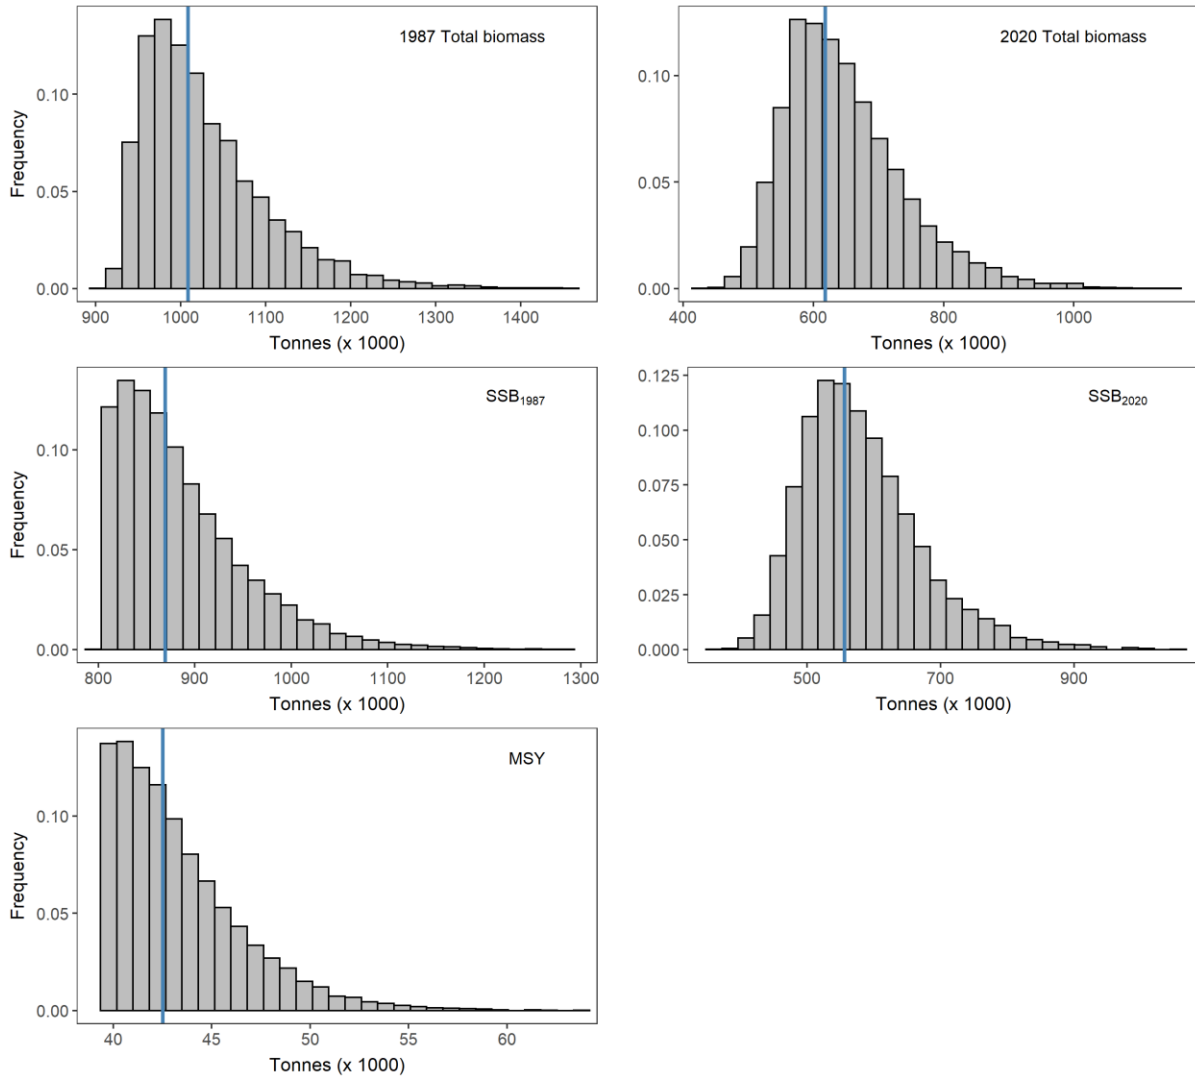 1987 Total biomass
Frequency
0.10
0.05
0.00
900 1000 1100 1200 1300 1400
Tonnes (x 1000)
2020 Total biomass
0.10
0.05
0.00
400 600 800 1000
Tonnes (x 1000)
SSB1987
Frequency
0.10
0.05
0.00
800 900 1000 1100 1200 1300
Tonnes (x 1000)
SSB2020
0.125
0.100
0.075
0.050
0.025
0.000
500 700 900
Tonnes (x 1000)
MSY
Frequency
0.10
0.05
0.00
40 45 50 55 60
Tonnes (x 1000)